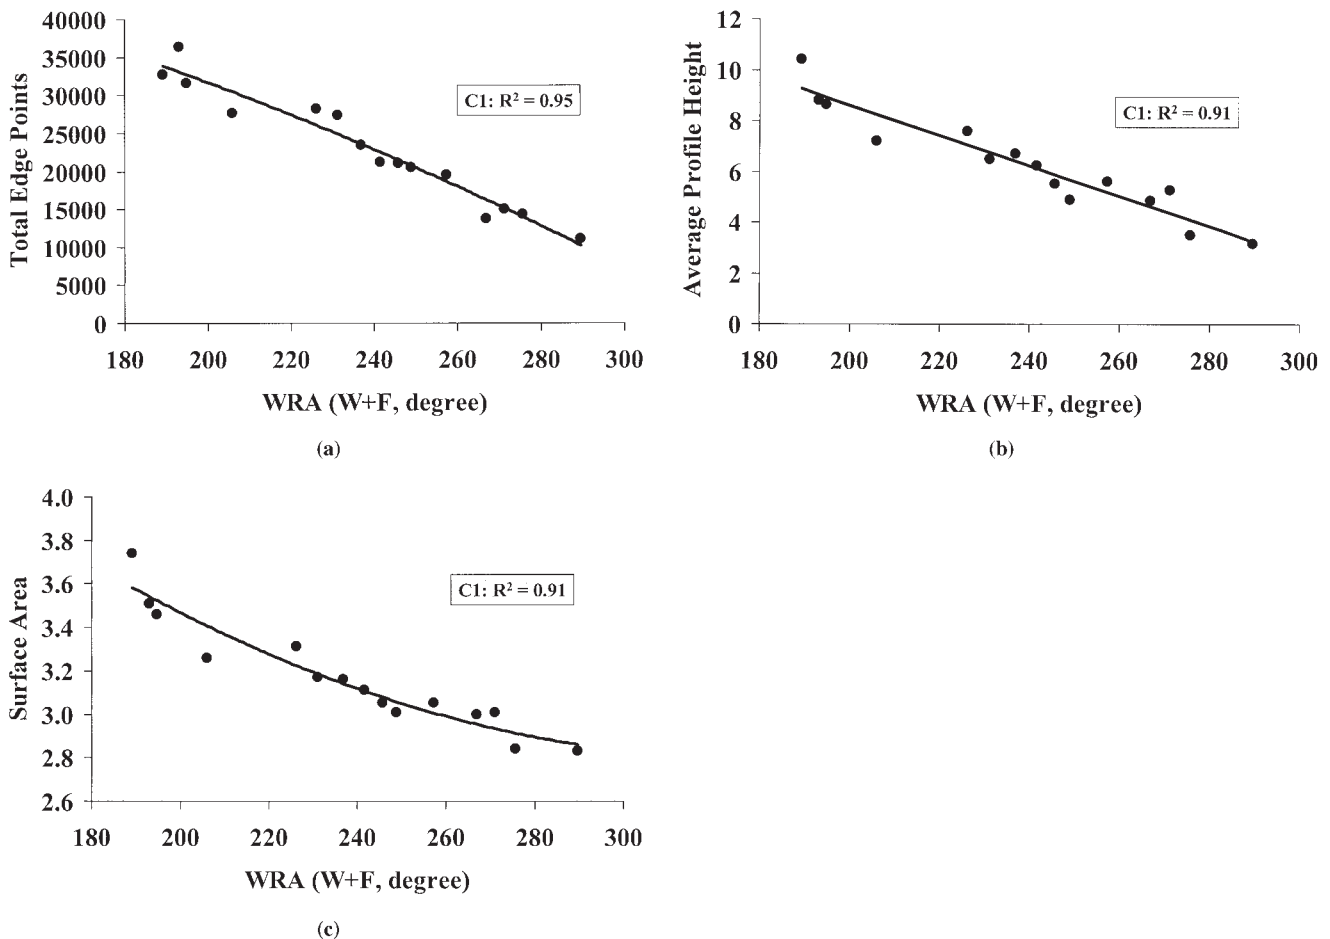 40000
35000
30000
25000
20000
15000
10000
5000
0
Total Edge Points
C1: R² = 0.95
180 200 220 240 260 280 300
WRA (W+F, degree)
(a)
12
10
8
6
4
2
0
Average Profile Height
C1: R² = 0.91
180 200 220 240 260 280 300
WRA (W+F, degree)
(b)
4.0
3.8
3.6
3.4
3.2
3.0
2.8
2.6
Surface Area
C1: R² = 0.91
180 200 220 240 260 280 300
WRA (W+F, degree)
(c)